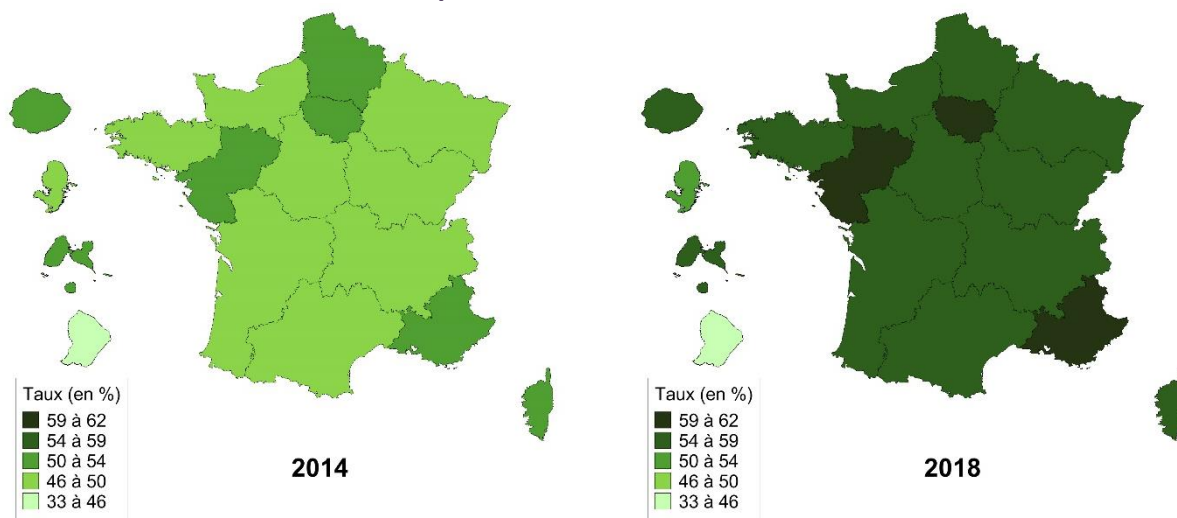 Taux (en %)
59 à 62
54 à 59
50 à 54
46 à 50
33 à 46
2014
Taux (en %)
59 à 62
54 à 59
50 à 54
46 à 50
33 à 46
2018